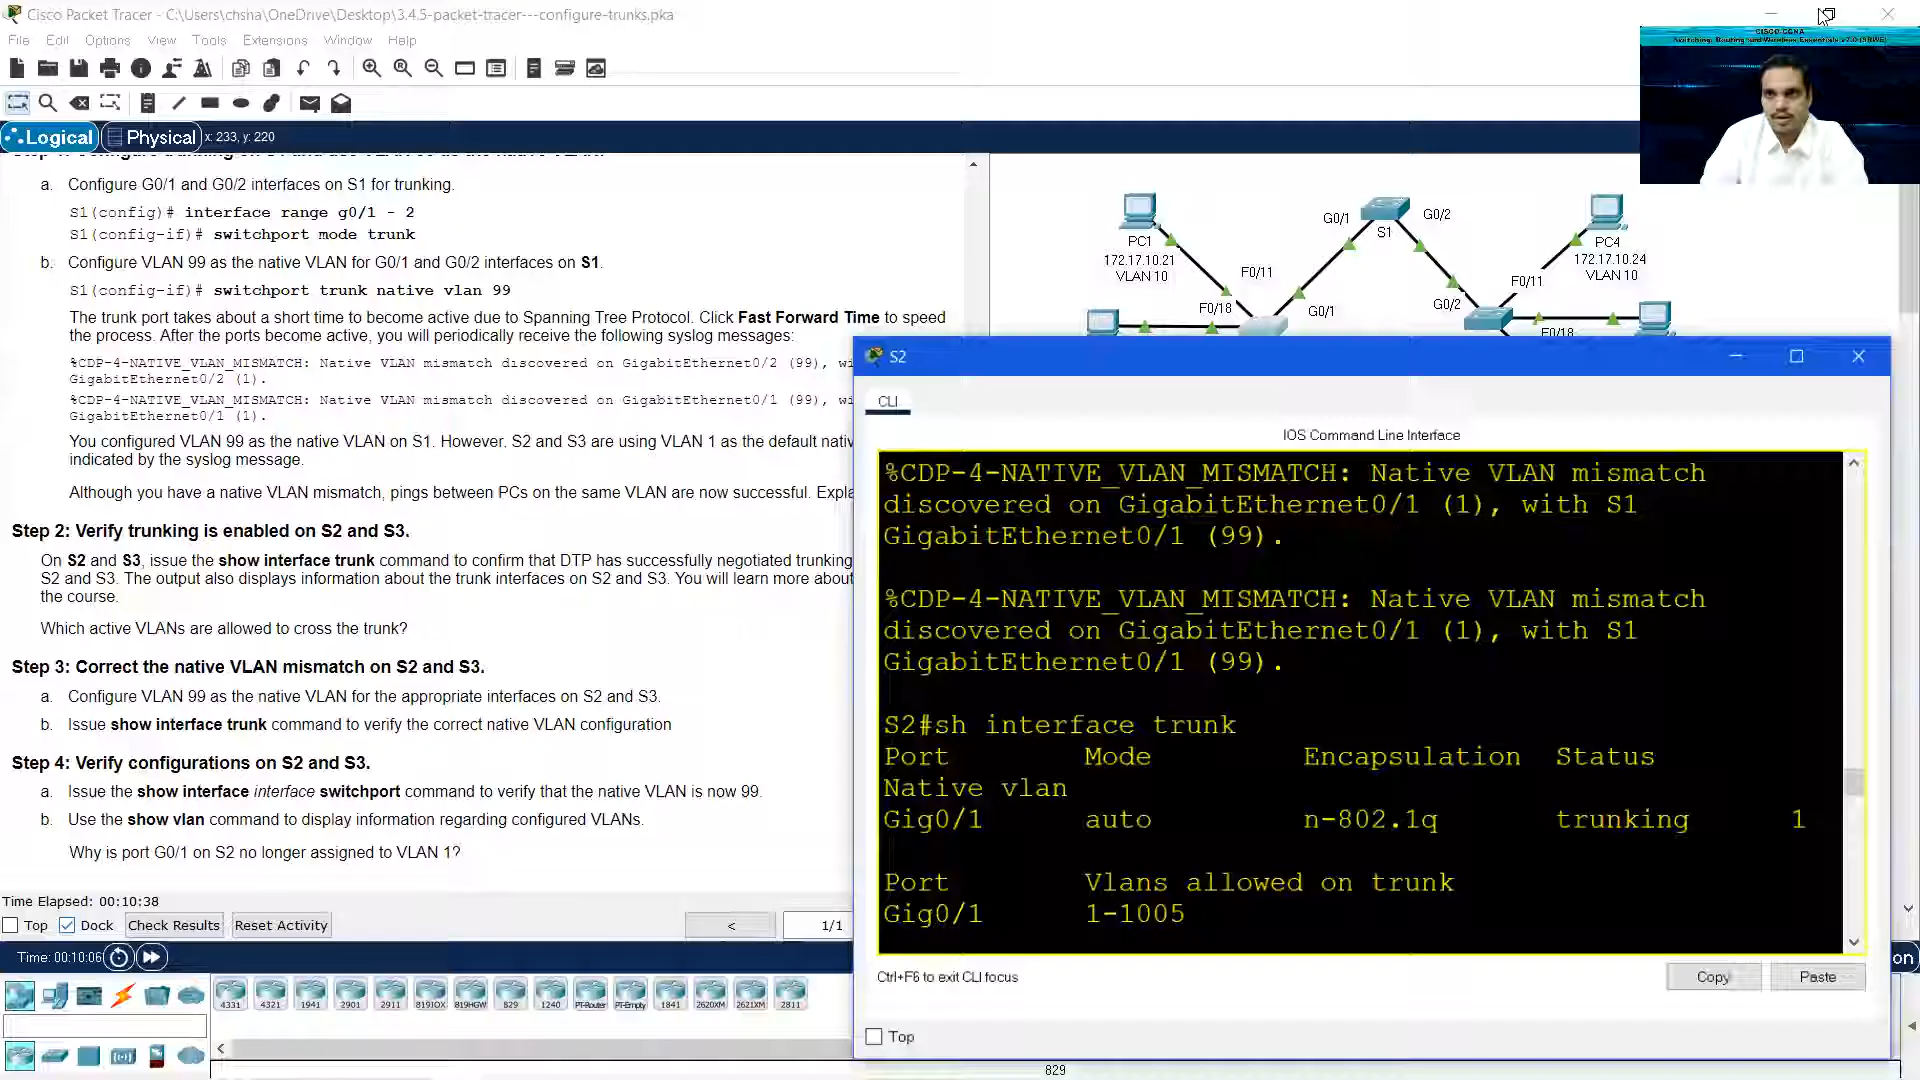 Cisco Packet Tracer - C:\Users\chsha\OneDrive\Desktop\3.4.5-packet-tracer---configure-trunks.pka
File Edit Options View Tools Extensions Window Help
CISCO CCNA
Logical Physical x: 233, y: 220
a. Configure G0/1 and G0/2 interfaces on S1 for trunking.
S1(config)# interface range g0/1 - 2
S1(config-if)# switchport mode trunk
b. Configure VLAN 99 as the native VLAN for G0/1 and G0/2 interfaces on S1.
S1(config-if)# switchport trunk native vlan 99
The trunk port takes about a short time to become active due to Spanning Tree Protocol. Click Fast Forward Time to speed
the process. After the ports become active, you will periodically receive the following syslog messages:
%CDP-4-NATIVE_VLAN_MISMATCH: Native VLAN mismatch discovered on GigabitEthernet0/2 (99), wi
GigabitEthernet0/2 (1).
%CDP-4-NATIVE_VLAN_MISMATCH: Native VLAN mismatch discovered on GigabitEthernet0/1 (99), wi
GigabitEthernet0/1 (1).
You configured VLAN 99 as the native VLAN on S1. However, S2 and S3 are using VLAN 1 as the default nativ
indicated by the syslog message.
Although you have a native VLAN mismatch, pings between PCs on the same VLAN are now successful. Expla
Step 2: Verify trunking is enabled on S2 and S3.
On S2 and S3, issue the show interface trunk command to confirm that DTP has successfully negotiated trunking
S2 and S3. The output also displays information about the trunk interfaces on S2 and S3. You will learn more about
the course.
Which active VLANs are allowed to cross the trunk?
Step 3: Correct the native VLAN mismatch on S2 and S3.
a. Configure VLAN 99 as the native VLAN for the appropriate interfaces on S2 and S3.
b. Issue show interface trunk command to verify the correct native VLAN configuration
Step 4: Verify configurations on S2 and S3.
a. Issue the show interface interface switchport command to verify that the native VLAN is now 99.
b. Use the show vlan command to display information regarding configured VLANs.
Why is port G0/1 on S2 no longer assigned to VLAN 1?
Time Elapsed: 00:10:38
Top Dock Check Results Reset Activity < 1/1
PC1
172.17.10.21
VLAN 10
G0/1
S1
G0/2
PC4
172.17.10.24
VLAN 10
F0/11
F0/18
G0/1
G0/2
F0/11
F0/18
S2
CLI
IOS Command Line Interface
%CDP-4-NATIVE_VLAN_MISMATCH: Native VLAN mismatch
discovered on GigabitEthernet0/1 (1), with S1
GigabitEthernet0/1 (99).
%CDP-4-NATIVE_VLAN_MISMATCH: Native VLAN mismatch
discovered on GigabitEthernet0/1 (1), with S1
GigabitEthernet0/1 (99).
S2#sh interface trunk
Port Mode Encapsulation Status
Native vlan
Gig0/1 auto n-802.1q trunking 1
Port Vlans allowed on trunk
Gig0/1 1-1005
Ctrl+F6 to exit CLI focus
Copy Paste
Top
Time: 00:10:06
on
4331 4321 1941 2901 2911 819IOX 819HGW 829 1240 PT-Router PT-Empty 1841 2620XM 2621XM 2811
829